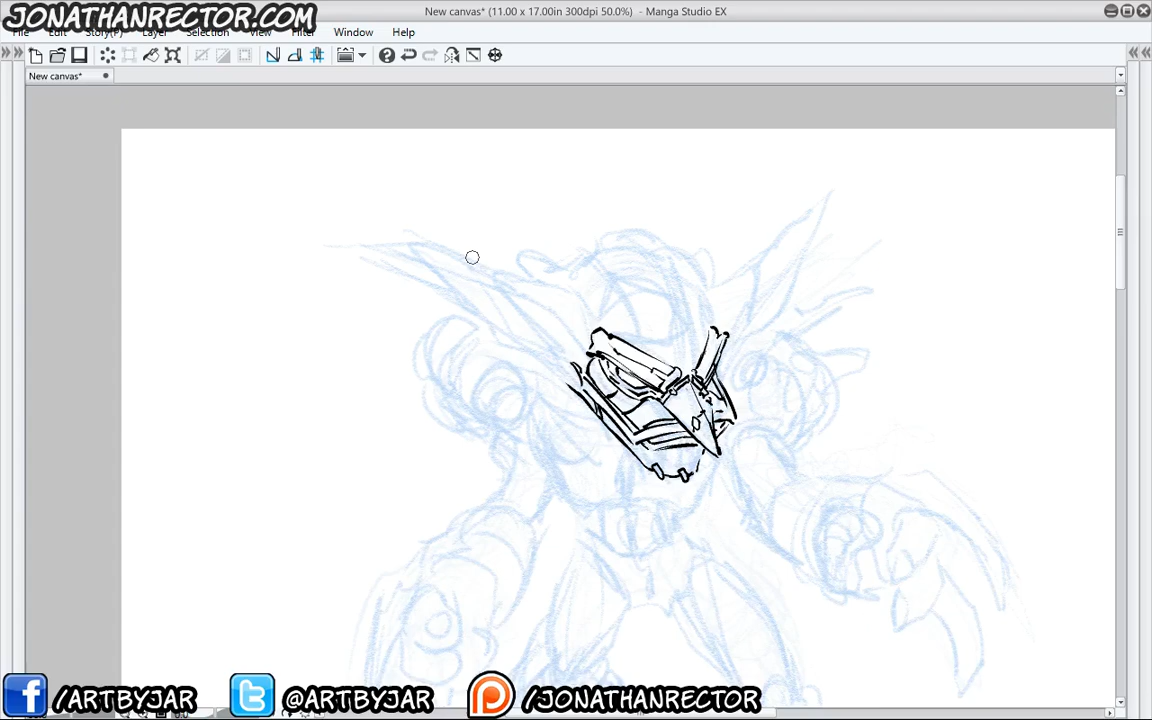 JONATHANRECTOR.COM
New canvas* (11.00 x 17.00in 300dpi 50.0%) - Manga Studio EX
File Edit Story(P) Layer Selection View Filter Window Help
New canvas*
/ARTBYJAR @ARTBYJAR /JONATHANRECTOR